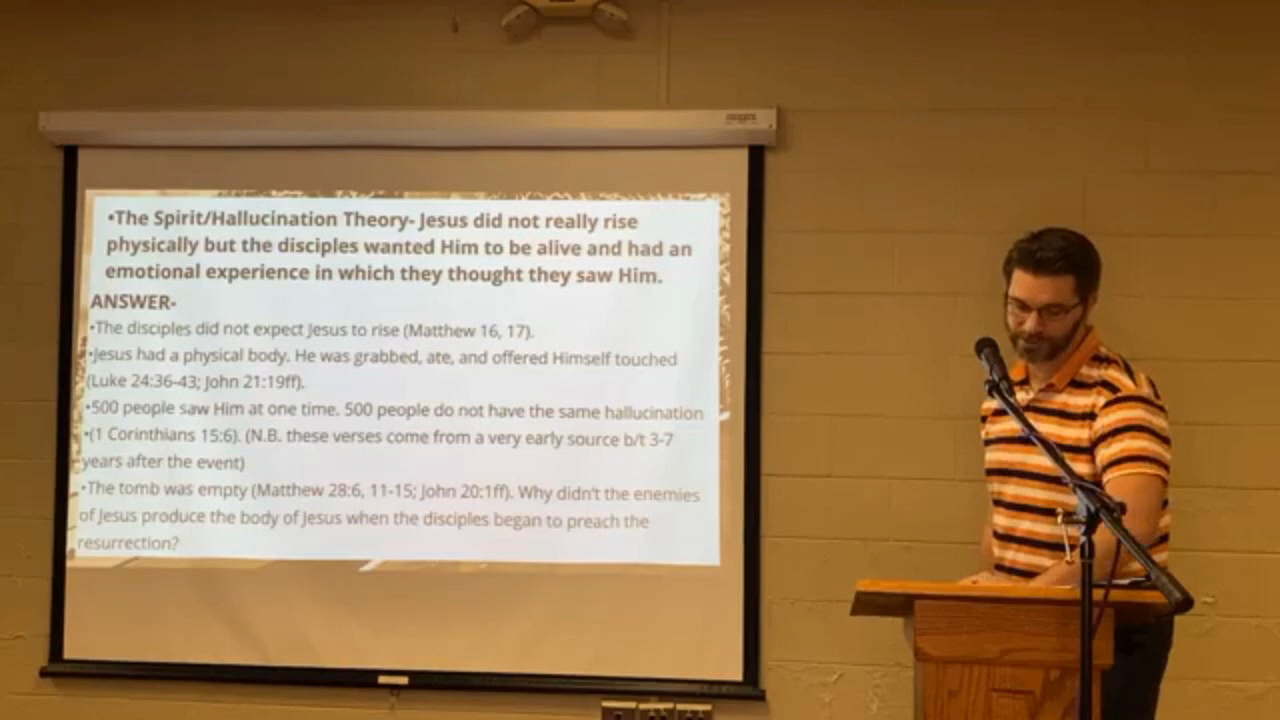 •The Spirit/Hallucination Theory- Jesus did not really rise
physically but the disciples wanted Him to be alive and had an
emotional experience in which they thought they saw Him.
ANSWER-
•The disciples did not expect Jesus to rise (Matthew 16, 17).
•Jesus had a physical body. He was grabbed, ate, and offered Himself touched
(Luke 24:36-43; John 21:19ff).
•500 people saw Him at one time. 500 people do not have the same hallucination
•(1 Corinthians 15:6). (N.B. these verses come from a very early source b/t 3-7
years after the event)
•The tomb was empty (Matthew 28:6, 11-15; John 20:1ff). Why didn't the enemies
of Jesus produce the body of Jesus when the disciples began to preach the
resurrection?